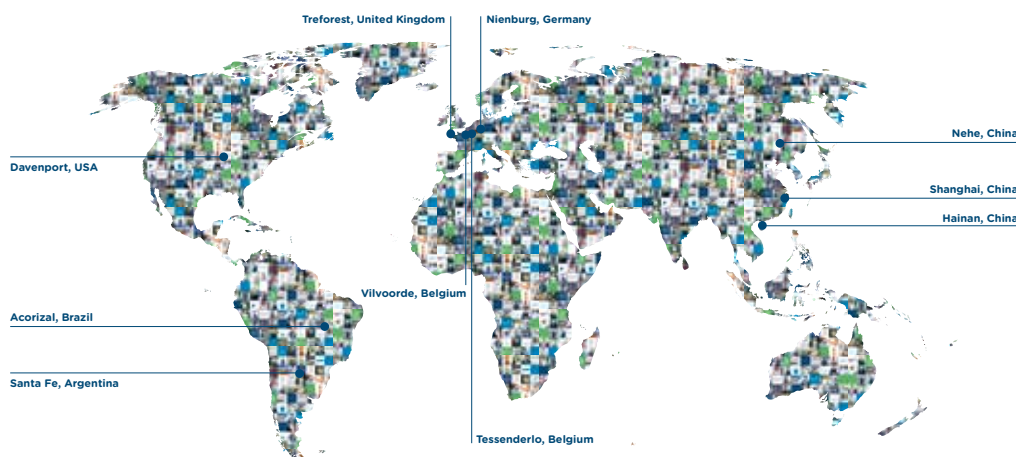 Treforest, United Kingdom
Nienburg, Germany
Nehe, China
Davenport, USA
Shanghai, China
Hainan, China
Vilvoorde, Belgium
Acorizal, Brazil
Santa Fe, Argentina
Tessenderlo, Belgium